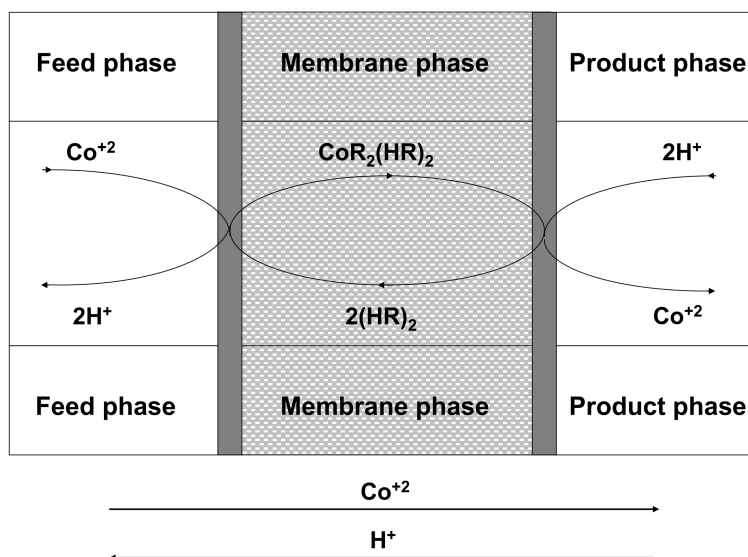 Feed phase Membrane phase Product phase
Co⁺² CoR₂(HR)₂ 2H⁺
2H⁺ 2(HR)₂ Co⁺²
Feed phase Membrane phase Product phase
Co⁺²
H⁺